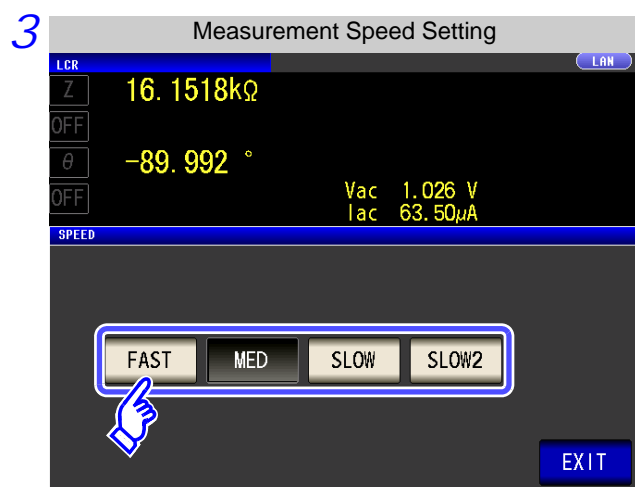 3
Measurement Speed Setting
LCR
LAN
Z 16.1518kΩ
OFF
θ -89.992 °
OFF
Vac 1.026 V
Iac 63.50μA
SPEED
FAST MED SLOW SLOW2
EXIT